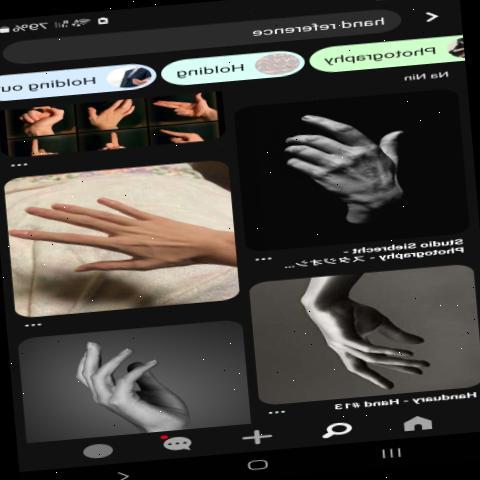 79%
hand reference
Photography
Holding
Holding ou
Na Nin
Studio Siebrecht -
Photography - スタジオジ...
Handuary - Hand #13